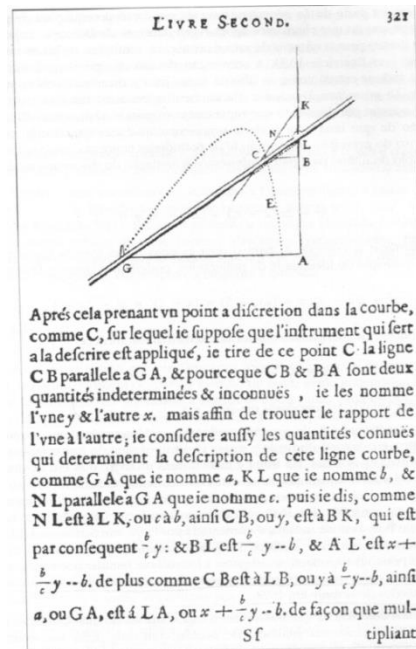 LIVRE SECOND. 321
K
N
L
C
B
E
G
A
Aprés cela prenant vn point a discretion dans la courbe,
comme C, sur lequel ie suppose que l'instrument qui sert
a la descrire est appliqué, ie tire de ce point C la ligne
C B parallele a G A, & pourceque C B & B A sont deux
quantités indeterminées & inconnuës , ie les nomme
l'vne y & l'autre x. mais affin de trouuer le rapport de
l'vne à l'autre; ie considere aussy les quantités connuës
qui determinent la description de cete ligne courbe,
comme G A que ie nomme a, K L que ie nomme b, &
N L parallele a G A que ie nomme c. puis ie dis, comme
N L est à L K, ou c à b, ainsi C B, ou y, est à B K, qui est
par consequent b/c y: & B L est b/c y -- b, & A L est x +
b/c y -- b. de plus comme C B est à L B, ou y à b/c y -- b, ainsi
a, ou G A, est á L A, ou x + b/c y -- b. de façon que mul-
Sf tipliant